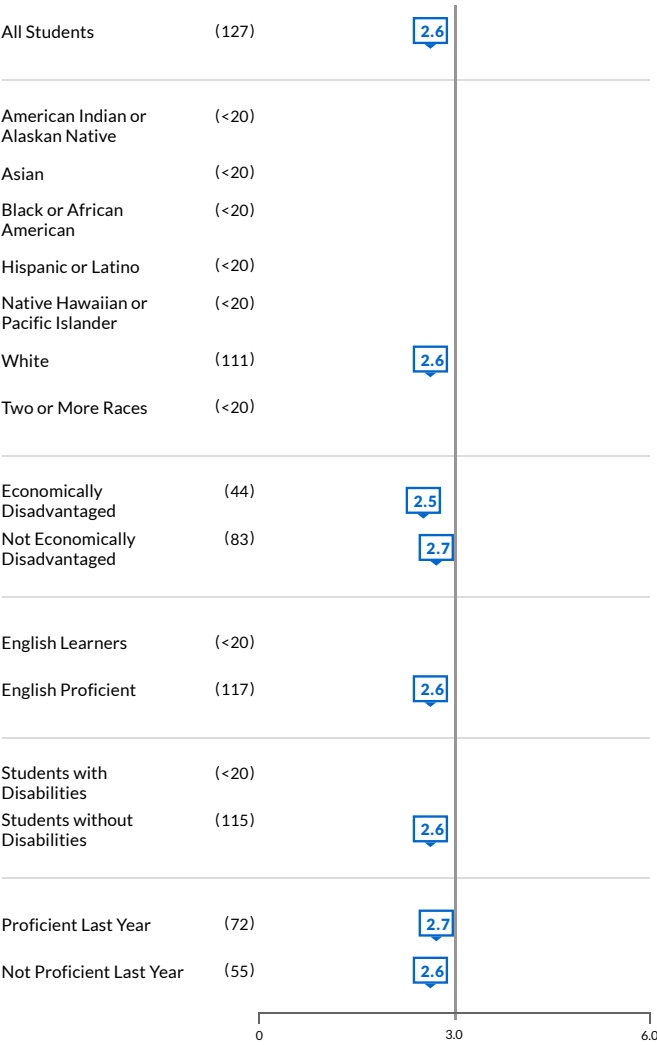 All Students (127) 2.6
American Indian or (<20)
Alaskan Native
Asian (<20)
Black or African (<20)
American
Hispanic or Latino (<20)
Native Hawaiian or (<20)
Pacific Islander
White (111) 2.6
Two or More Races (<20)
Economically (44) 2.5
Disadvantaged
Not Economically (83) 2.7
Disadvantaged
English Learners (<20)
English Proficient (117) 2.6
Students with (<20)
Disabilities
Students without (115) 2.6
Disabilities
Proficient Last Year (72) 2.7
Not Proficient Last Year (55) 2.6
0 3.0 6.0